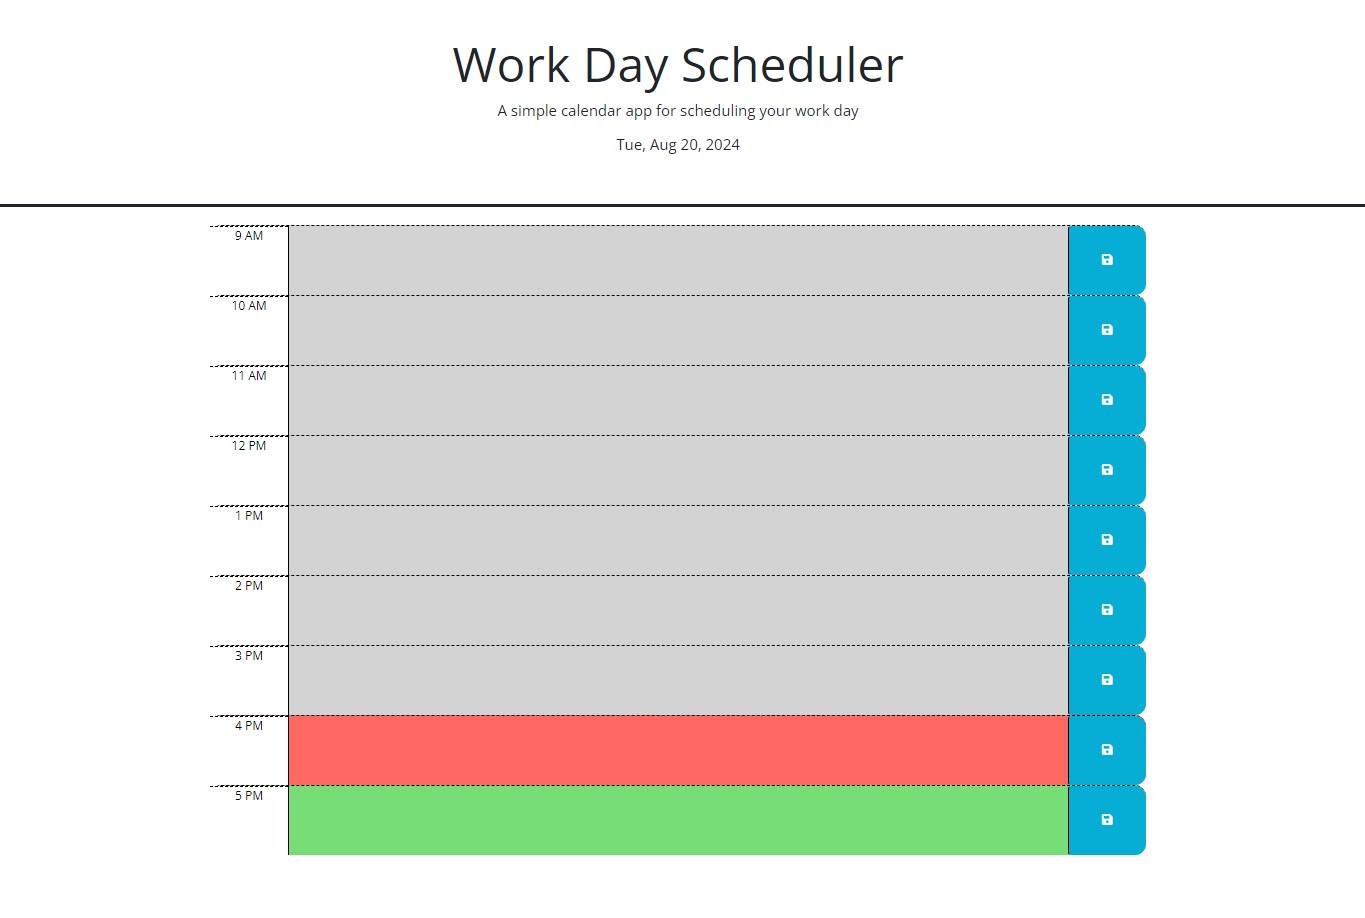 Work Day Scheduler
A simple calendar app for scheduling your work day
Tue, Aug 20, 2024
9 AM
10 AM
11 AM
12 PM
1 PM
2 PM
3 PM
4 PM
5 PM